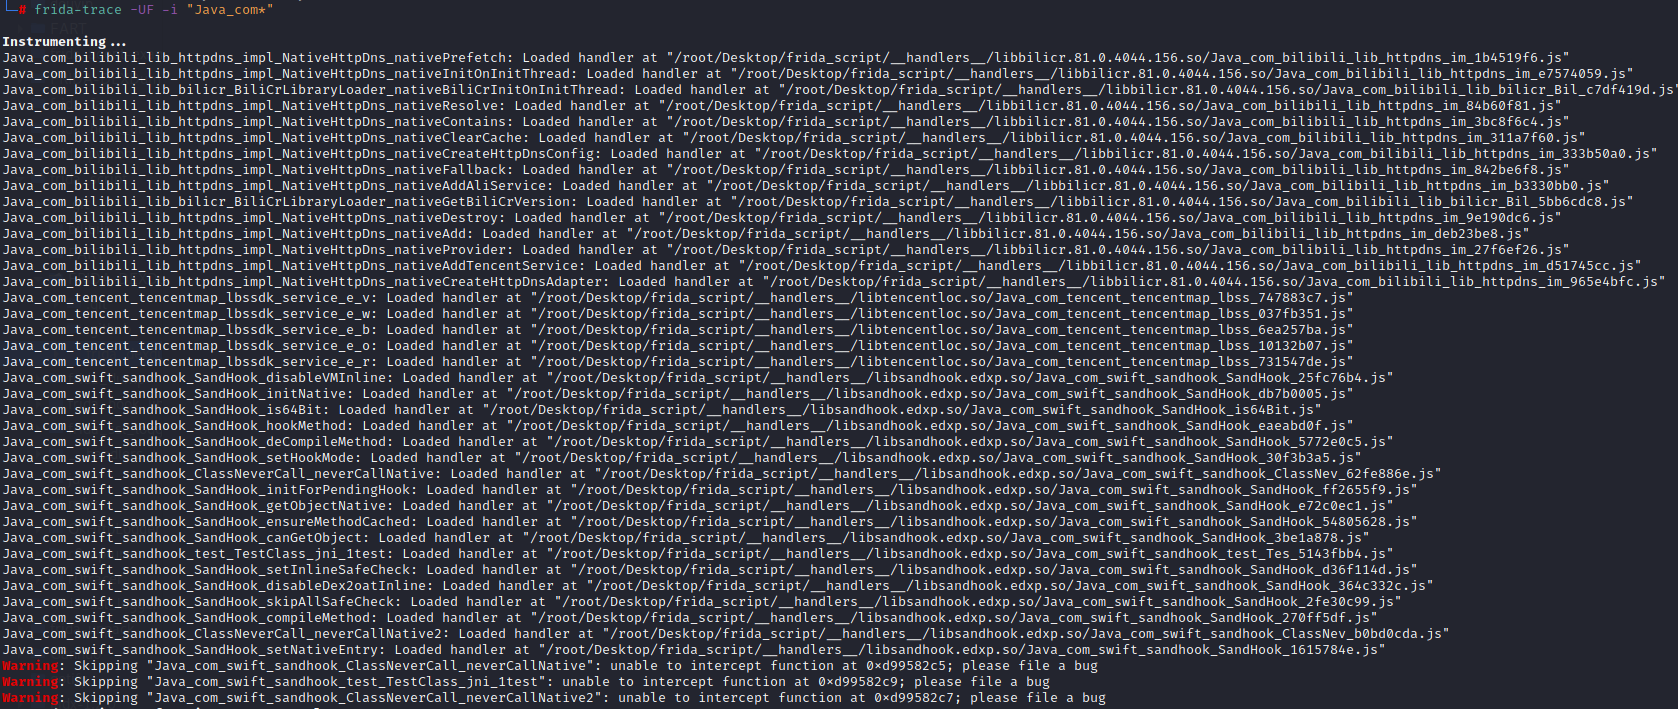 # frida-trace -UF -i "Java_com*"
Instrumenting...
Java_com_bilibili_lib_httpdns_impl_NativeHttpDns_nativePrefetch: Loaded handler at "/root/Desktop/frida_script/__handlers__/libbilicr.81.0.4044.156.so/Java_com_bilibili_lib_httpdns_im_1b4519f6.js"
Java_com_bilibili_lib_httpdns_impl_NativeHttpDns_nativeInitOnInitThread: Loaded handler at "/root/Desktop/frida_script/__handlers__/libbilicr.81.0.4044.156.so/Java_com_bilibili_lib_httpdns_im_e7574059.js"
Java_com_bilibili_lib_bilicr_BiliCrLibraryLoader_nativeBiliCrInitOnInitThread: Loaded handler at "/root/Desktop/frida_script/__handlers__/libbilicr.81.0.4044.156.so/Java_com_bilibili_lib_bilicr_Bil_c7df419d.js"
Java_com_bilibili_lib_httpdns_impl_NativeHttpDns_nativeResolve: Loaded handler at "/root/Desktop/frida_script/__handlers__/libbilicr.81.0.4044.156.so/Java_com_bilibili_lib_httpdns_im_84b60f81.js"
Java_com_bilibili_lib_httpdns_impl_NativeHttpDns_nativeContains: Loaded handler at "/root/Desktop/frida_script/__handlers__/libbilicr.81.0.4044.156.so/Java_com_bilibili_lib_httpdns_im_3bc8f6c4.js"
Java_com_bilibili_lib_httpdns_impl_NativeHttpDns_nativeClearCache: Loaded handler at "/root/Desktop/frida_script/__handlers__/libbilicr.81.0.4044.156.so/Java_com_bilibili_lib_httpdns_im_311a7f60.js"
Java_com_bilibili_lib_httpdns_impl_NativeHttpDns_nativeCreateHttpDnsConfig: Loaded handler at "/root/Desktop/frida_script/__handlers__/libbilicr.81.0.4044.156.so/Java_com_bilibili_lib_httpdns_im_333b50a0.js"
Java_com_bilibili_lib_httpdns_impl_NativeHttpDns_nativeFallback: Loaded handler at "/root/Desktop/frida_script/__handlers__/libbilicr.81.0.4044.156.so/Java_com_bilibili_lib_httpdns_im_842be6f8.js"
Java_com_bilibili_lib_httpdns_impl_NativeHttpDns_nativeAddAliService: Loaded handler at "/root/Desktop/frida_script/__handlers__/libbilicr.81.0.4044.156.so/Java_com_bilibili_lib_httpdns_im_b3330bb0.js"
Java_com_bilibili_lib_bilicr_BiliCrLibraryLoader_nativeGetBiliCrVersion: Loaded handler at "/root/Desktop/frida_script/__handlers__/libbilicr.81.0.4044.156.so/Java_com_bilibili_lib_bilicr_Bil_5bb6cdc8.js"
Java_com_bilibili_lib_httpdns_impl_NativeHttpDns_nativeDestroy: Loaded handler at "/root/Desktop/frida_script/__handlers__/libbilicr.81.0.4044.156.so/Java_com_bilibili_lib_httpdns_im_9e190dc6.js"
Java_com_bilibili_lib_httpdns_impl_NativeHttpDns_nativeAdd: Loaded handler at "/root/Desktop/frida_script/__handlers__/libbilicr.81.0.4044.156.so/Java_com_bilibili_lib_httpdns_im_deb23be8.js"
Java_com_bilibili_lib_httpdns_impl_NativeHttpDns_nativeProvider: Loaded handler at "/root/Desktop/frida_script/__handlers__/libbilicr.81.0.4044.156.so/Java_com_bilibili_lib_httpdns_im_27f6ef26.js"
Java_com_bilibili_lib_httpdns_impl_NativeHttpDns_nativeAddTencentService: Loaded handler at "/root/Desktop/frida_script/__handlers__/libbilicr.81.0.4044.156.so/Java_com_bilibili_lib_httpdns_im_d51745cc.js"
Java_com_bilibili_lib_httpdns_impl_NativeHttpDns_nativeCreateHttpDnsAdapter: Loaded handler at "/root/Desktop/frida_script/__handlers__/libbilicr.81.0.4044.156.so/Java_com_bilibili_lib_httpdns_im_965e4bfc.js"
Java_com_tencent_tencentmap_lbssdk_service_e_v: Loaded handler at "/root/Desktop/frida_script/__handlers__/libtencentloc.so/Java_com_tencent_tencentmap_lbss_747883c7.js"
Java_com_tencent_tencentmap_lbssdk_service_e_w: Loaded handler at "/root/Desktop/frida_script/__handlers__/libtencentloc.so/Java_com_tencent_tencentmap_lbss_037fb351.js"
Java_com_tencent_tencentmap_lbssdk_service_e_b: Loaded handler at "/root/Desktop/frida_script/__handlers__/libtencentloc.so/Java_com_tencent_tencentmap_lbss_6ea257ba.js"
Java_com_tencent_tencentmap_lbssdk_service_e_o: Loaded handler at "/root/Desktop/frida_script/__handlers__/libtencentloc.so/Java_com_tencent_tencentmap_lbss_10132b07.js"
Java_com_tencent_tencentmap_lbssdk_service_e_r: Loaded handler at "/root/Desktop/frida_script/__handlers__/libtencentloc.so/Java_com_tencent_tencentmap_lbss_731547de.js"
Java_com_swift_sandhook_SandHook_disableVMInline: Loaded handler at "/root/Desktop/frida_script/__handlers__/libsandhook.edxp.so/Java_com_swift_sandhook_SandHook_25fc76b4.js"
Java_com_swift_sandhook_SandHook_initNative: Loaded handler at "/root/Desktop/frida_script/__handlers__/libsandhook.edxp.so/Java_com_swift_sandhook_SandHook_db7b0005.js"
Java_com_swift_sandhook_SandHook_is64Bit: Loaded handler at "/root/Desktop/frida_script/__handlers__/libsandhook.edxp.so/Java_com_swift_sandhook_SandHook_is64Bit.js"
Java_com_swift_sandhook_SandHook_hookMethod: Loaded handler at "/root/Desktop/frida_script/__handlers__/libsandhook.edxp.so/Java_com_swift_sandhook_SandHook_eaeabd0f.js"
Java_com_swift_sandhook_SandHook_deCompileMethod: Loaded handler at "/root/Desktop/frida_script/__handlers__/libsandhook.edxp.so/Java_com_swift_sandhook_SandHook_5772e0c5.js"
Java_com_swift_sandhook_SandHook_setHookMode: Loaded handler at "/root/Desktop/frida_script/__handlers__/libsandhook.edxp.so/Java_com_swift_sandhook_SandHook_30f3b3a5.js"
Java_com_swift_sandhook_ClassNeverCall_neverCallNative: Loaded handler at "/root/Desktop/frida_script/__handlers__/libsandhook.edxp.so/Java_com_swift_sandhook_ClassNev_62fe886e.js"
Java_com_swift_sandhook_SandHook_initForPendingHook: Loaded handler at "/root/Desktop/frida_script/__handlers__/libsandhook.edxp.so/Java_com_swift_sandhook_SandHook_ff2655f9.js"
Java_com_swift_sandhook_SandHook_getObjectNative: Loaded handler at "/root/Desktop/frida_script/__handlers__/libsandhook.edxp.so/Java_com_swift_sandhook_SandHook_e72c0ec1.js"
Java_com_swift_sandhook_SandHook_ensureMethodCached: Loaded handler at "/root/Desktop/frida_script/__handlers__/libsandhook.edxp.so/Java_com_swift_sandhook_SandHook_54805628.js"
Java_com_swift_sandhook_SandHook_canGetObject: Loaded handler at "/root/Desktop/frida_script/__handlers__/libsandhook.edxp.so/Java_com_swift_sandhook_SandHook_3be1a878.js"
Java_com_swift_sandhook_test_TestClass_jni_1test: Loaded handler at "/root/Desktop/frida_script/__handlers__/libsandhook.edxp.so/Java_com_swift_sandhook_test_Tes_5143fbb4.js"
Java_com_swift_sandhook_SandHook_setInlineSafeCheck: Loaded handler at "/root/Desktop/frida_script/__handlers__/libsandhook.edxp.so/Java_com_swift_sandhook_SandHook_d36f114d.js"
Java_com_swift_sandhook_SandHook_disableDex2oatInline: Loaded handler at "/root/Desktop/frida_script/__handlers__/libsandhook.edxp.so/Java_com_swift_sandhook_SandHook_364c332c.js"
Java_com_swift_sandhook_SandHook_skipAllSafeCheck: Loaded handler at "/root/Desktop/frida_script/__handlers__/libsandhook.edxp.so/Java_com_swift_sandhook_SandHook_2fe30c99.js"
Java_com_swift_sandhook_SandHook_compileMethod: Loaded handler at "/root/Desktop/frida_script/__handlers__/libsandhook.edxp.so/Java_com_swift_sandhook_SandHook_270ff5df.js"
Java_com_swift_sandhook_ClassNeverCall_neverCallNative2: Loaded handler at "/root/Desktop/frida_script/__handlers__/libsandhook.edxp.so/Java_com_swift_sandhook_ClassNev_b0bd0cda.js"
Java_com_swift_sandhook_SandHook_setNativeEntry: Loaded handler at "/root/Desktop/frida_script/__handlers__/libsandhook.edxp.so/Java_com_swift_sandhook_SandHook_1615784e.js"
Warning: Skipping "Java_com_swift_sandhook_ClassNeverCall_neverCallNative": unable to intercept function at 0xd99582c5; please file a bug
Warning: Skipping "Java_com_swift_sandhook_test_TestClass_jni_1test": unable to intercept function at 0xd99582c9; please file a bug
Warning: Skipping "Java_com_swift_sandhook_ClassNeverCall_neverCallNative2": unable to intercept function at 0xd99582c7; please file a bug